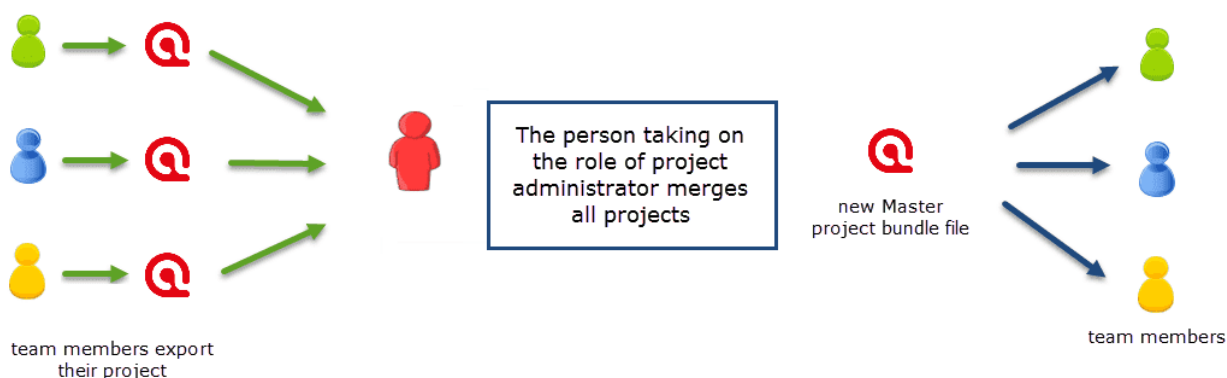 The person taking on
the role of project
administrator merges
all projects
new Master
project bundle file
team members
team members export
their project